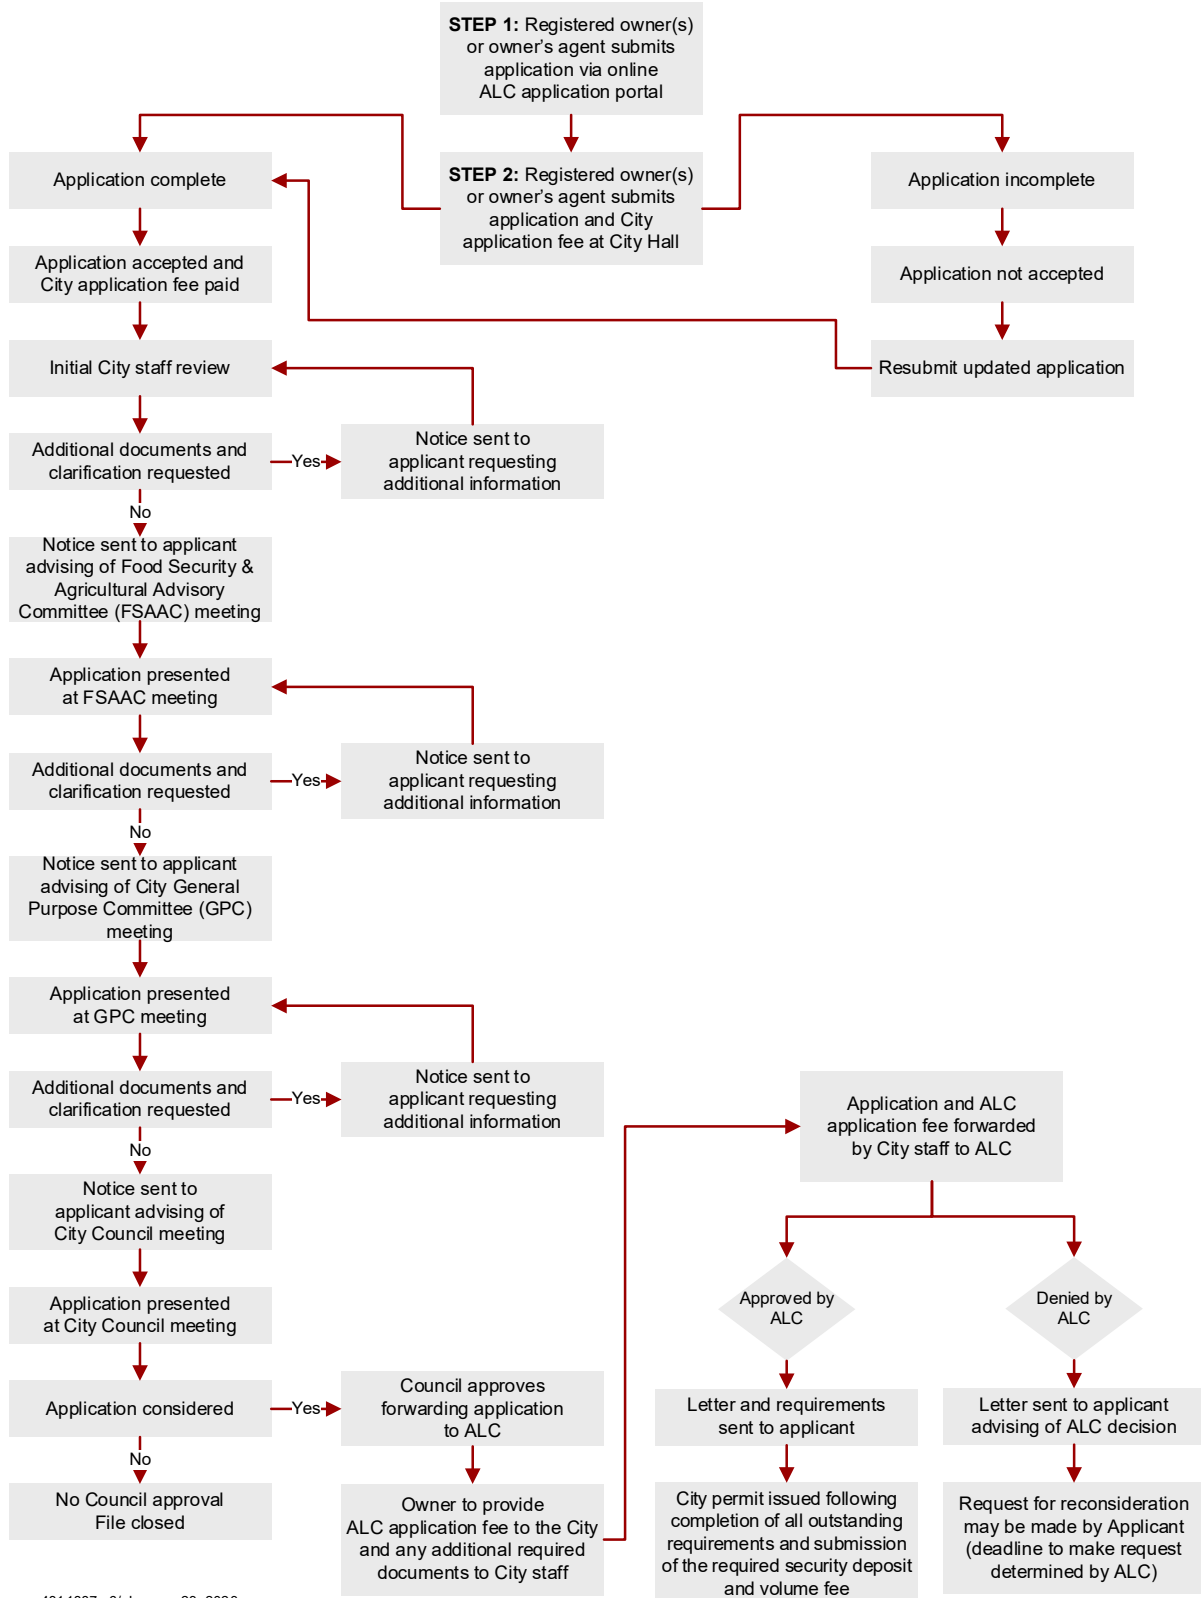 STEP 1: Registered owner(s)
or owner's agent submits
application via online
ALC application portal
Application complete
STEP 2: Registered owner(s)
or owner's agent submits
application and City
application fee at City Hall
Application incomplete
Application accepted and
City application fee paid
Application not accepted
Initial City staff review
Resubmit updated application
Additional documents and
clarification requested
Yes
Notice sent to
applicant requesting
additional information
No
Notice sent to applicant
advising of Food Security &
Agricultural Advisory
Committee (FSAAC) meeting
Application presented
at FSAAC meeting
Additional documents and
clarification requested
Yes
Notice sent to
applicant requesting
additional information
No
Notice sent to applicant
advising of City General
Purpose Committee (GPC)
meeting
Application presented
at GPC meeting
Additional documents and
clarification requested
Yes
Notice sent to
applicant requesting
additional information
No
Notice sent to
applicant advising of
City Council meeting
Application presented
at City Council meeting
Application considered
Yes
Council approves
forwarding application
to ALC
No
No Council approval
File closed
Owner to provide
ALC application fee to the City
and any additional required
documents to City staff
Application and ALC
application fee forwarded
by City staff to ALC
Approved by
ALC
Denied by
ALC
Letter and requirements
sent to applicant
Letter sent to applicant
advising of ALC decision
City permit issued following
completion of all outstanding
requirements and submission
of the required security deposit
and volume fee
Request for reconsideration
may be made by Applicant
(deadline to make request
determined by ALC)